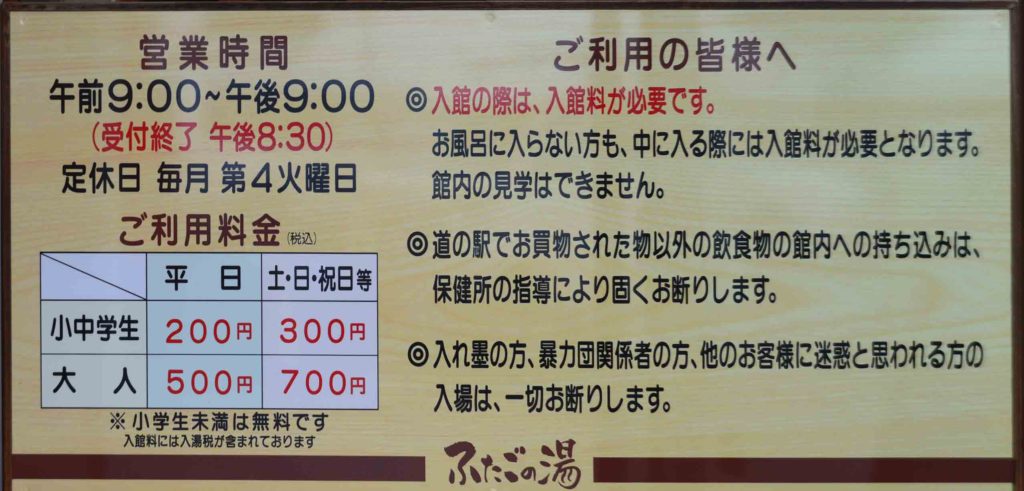 営業時間
午前9:00~午後9:00
(受付終了 午後8:30)
定休日 毎月 第4火曜日
ご利用料金(税込)
平日 土・日・祝日等
小中学生 200円 300円
大人 500円 700円
※小学生未満は無料です
入館料には入湯税が含まれております
ご利用の皆様へ
◎入館の際は、入館料が必要です。
お風呂に入らない方も、中に入る際には入館料が必要となります。
館内の見学はできません。
◎道の駅でお買物された物以外の飲食物の館内への持ち込みは、
保健所の指導により固くお断りします。
◎入れ墨の方、暴力団関係者の方、他のお客様に迷惑と思われる方の
入場は、一切お断りします。
ふたごの湯